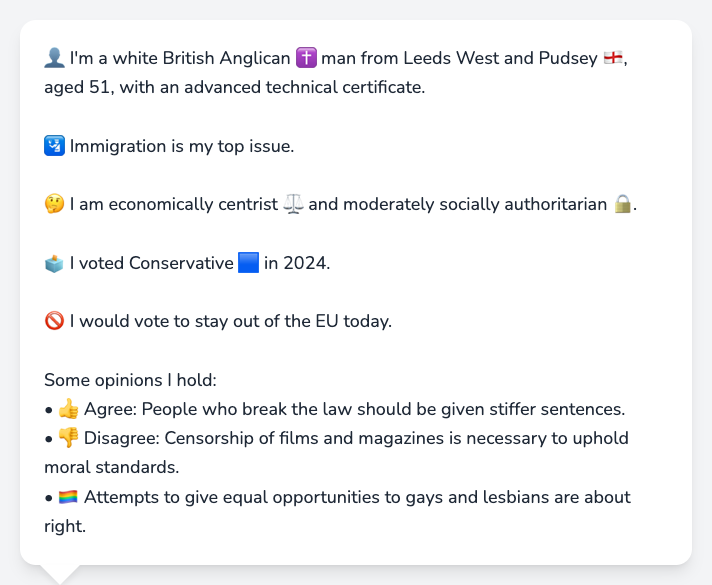 👤 I'm a white British Anglican ✝️ man from Leeds West and Pudsey 🏴󠁧󠁢󠁥󠁮󠁧󠁿,
aged 51, with an advanced technical certificate.
🛂 Immigration is my top issue.
🤔 I am economically centrist ⚖️ and moderately socially authoritarian 🔒.
🗳️ I voted Conservative 🟦 in 2024.
🚫 I would vote to stay out of the EU today.
Some opinions I hold:
• 👍 Agree: People who break the law should be given stiffer sentences.
• 👎 Disagree: Censorship of films and magazines is necessary to uphold
moral standards.
• 🏳️‍🌈 Attempts to give equal opportunities to gays and lesbians are about
right.